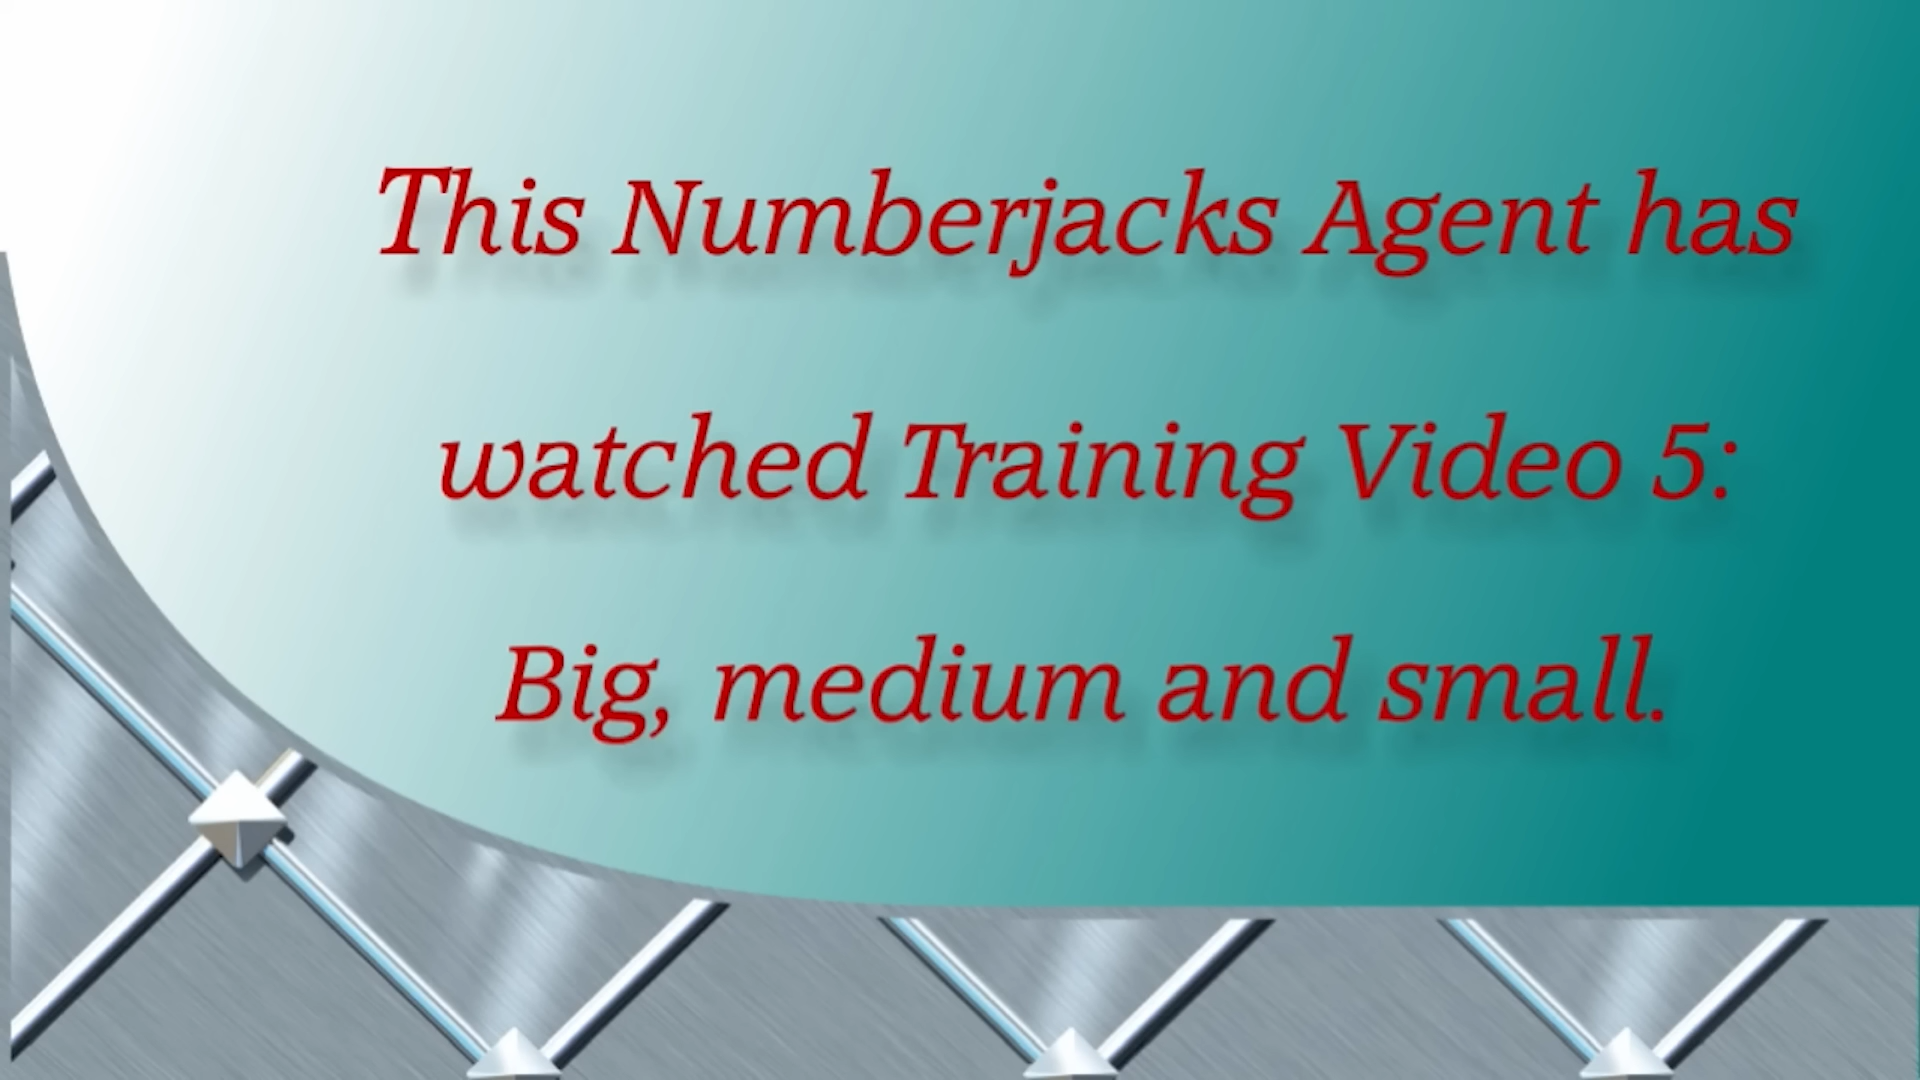 This Numberjacks Agent has
watched Training Video 5:
Big, medium and small.